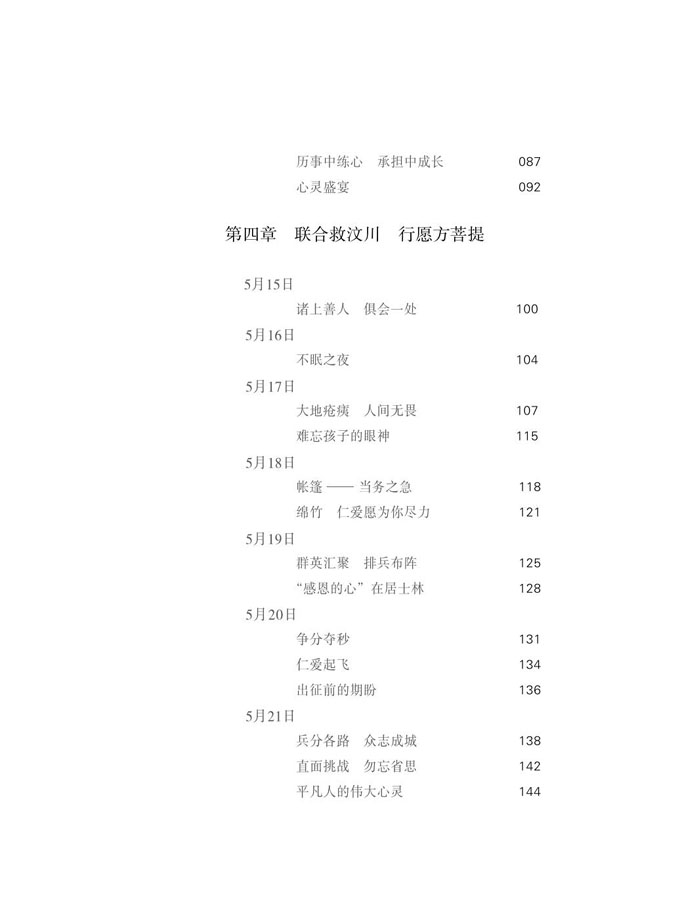 历事中练心　承担中成长 087
心灵盛宴 092
第四章　联合救汶川　行愿方菩提
5月15日
诸上善人　俱会一处 100
5月16日
不眠之夜 104
5月17日
大地疮痍　人间无畏 107
难忘孩子的眼神 115
5月18日
帐篷 —— 当务之急 118
绵竹　仁爱愿为你尽力 121
5月19日
群英汇聚　排兵布阵 125
“感恩的心”在居士林 128
5月20日
争分夺秒 131
仁爱起飞 134
出征前的期盼 136
5月21日
兵分各路　众志成城 138
直面挑战　勿忘省思 142
平凡人的伟大心灵 144